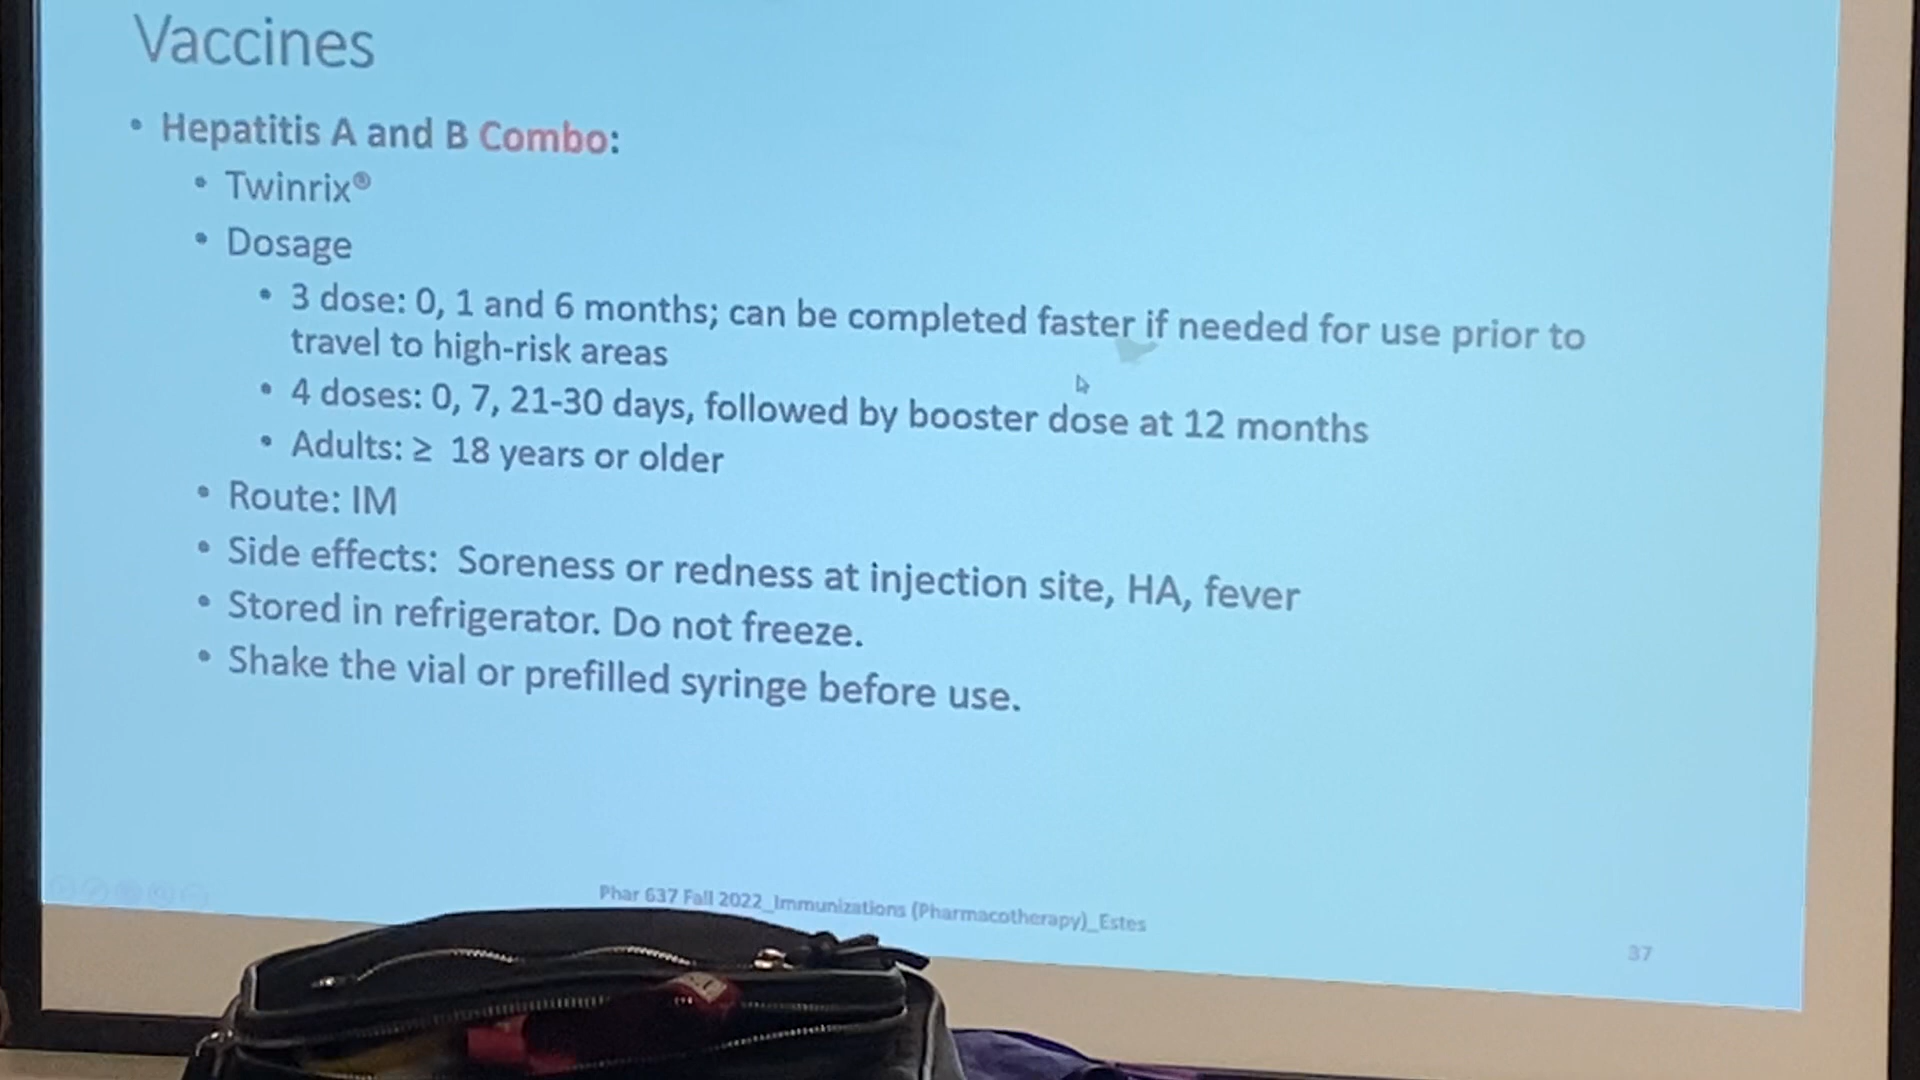 Vaccines
• Hepatitis A and B Combo:
• Twinrix®
• Dosage
• 3 dose: 0, 1 and 6 months; can be completed faster if needed for use prior to
travel to high-risk areas
• 4 doses: 0, 7, 21-30 days, followed by booster dose at 12 months
• Adults: ≥ 18 years or older
• Route: IM
• Side effects: Soreness or redness at injection site, HA, fever
• Stored in refrigerator. Do not freeze.
• Shake the vial or prefilled syringe before use.
Phar 637 Fall 2022_Immunizations (Pharmacotherapy)_Estes
37